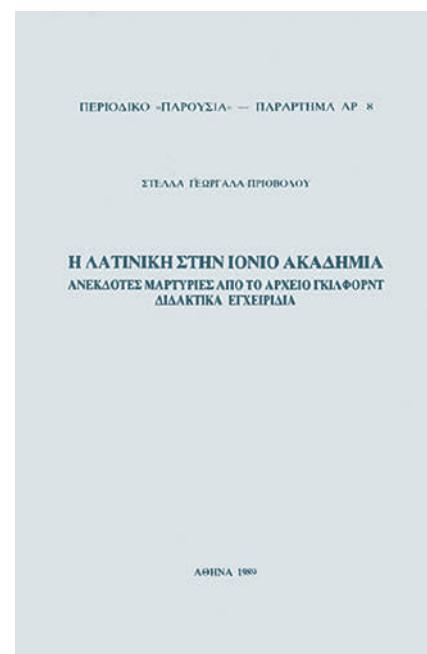 ΠΕΡΙΟΔΙΚΟ «ΠΑΡΟΥΣΙΑ» — ΠΑΡΑΡΤΗΜΑ ΑΡ 8
ΣΤΕΛΛΑ ΓΕΩΡΓΑΛΑ-ΠΡΙΟΒΟΛΟΥ
Η ΛΑΤΙΝΙΚΗ ΣΤΗΝ ΙΟΝΙΟ ΑΚΑΔΗΜΙΑ
ΑΝΕΚΔΟΤΕΣ ΜΑΡΤΥΡΙΕΣ ΑΠΟ ΤΟ ΑΡΧΕΙΟ ΓΚΙΛΦΟΡΝΤ
ΔΙΔΑΚΤΙΚΑ ΕΓΧΕΙΡΙΔΙΑ
ΑΘΗΝΑ 1989